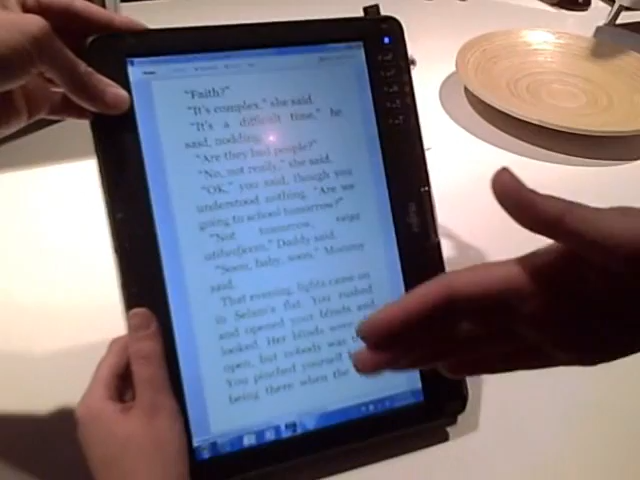 "Faith?"
"It's complex," she said.
"It's a difficult time," he
said, nodding.
"Are they bad people?"
"No, not really," she said.
"OK," you said, though you
understood nothing. "Are we
going to school tomorrow?"
"Not tomorrow,
Daddy said.
"Soon, baby, soon." Mommy
said.
That evening, lights came on
in Selam's flat. You rushed
and opened your blinds and
looked. Her blinds were
open, but nobody was
You pinched yourself
being there when the
FUJITSU